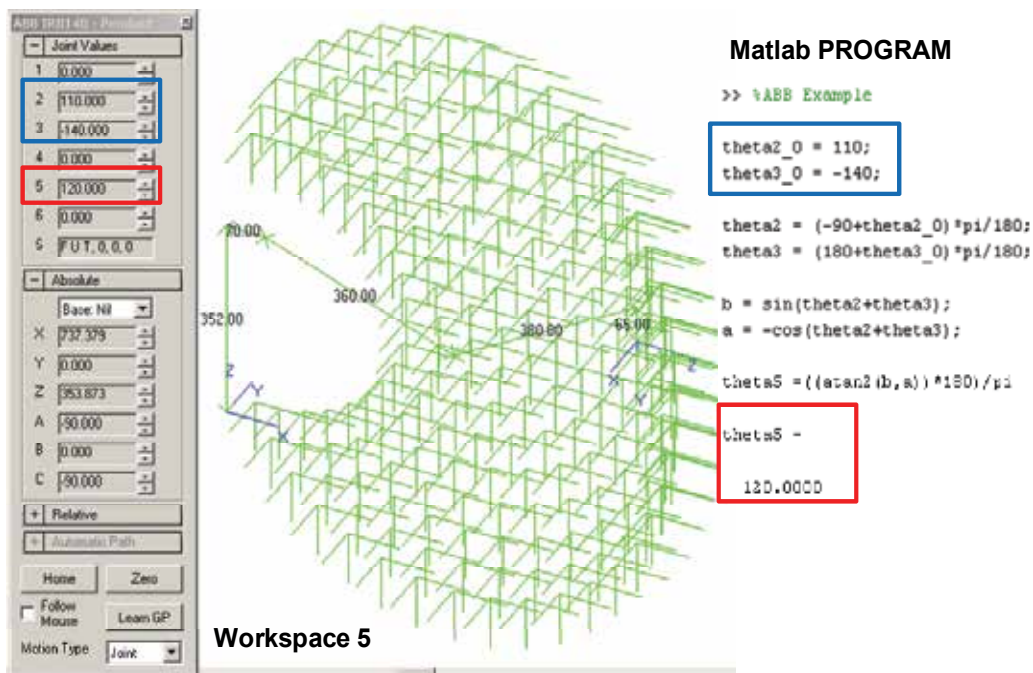 ABB IRB140 - Pendant
− Joint Values
1 0.000
2 110.000
3 -140.000
4 0.000
5 120.000
6 0.000
S F U T, 0, 0, 0
− Absolute
Base: Nil
X 737.379
Y 0.000
Z 353.873
A -90.000
B 0.000
C -90.000
+ Relative
+ Automatic Path
Home Zero
Follow Mouse Learn GP
Motion Type Joint
70.00
360.00
352.00
380.00
65.00
Z
Y
X
X
Y
Z
Workspace 5
Matlab PROGRAM
>> %ABB Example
theta2_0 = 110;
theta3_0 = -140;
theta2 = (-90+theta2_0)*pi/180;
theta3 = (180+theta3_0)*pi/180;
b = sin(theta2+theta3);
a = -cos(theta2+theta3);
theta5 =((atan2(b,a))*180)/pi
theta5 =
120.0000